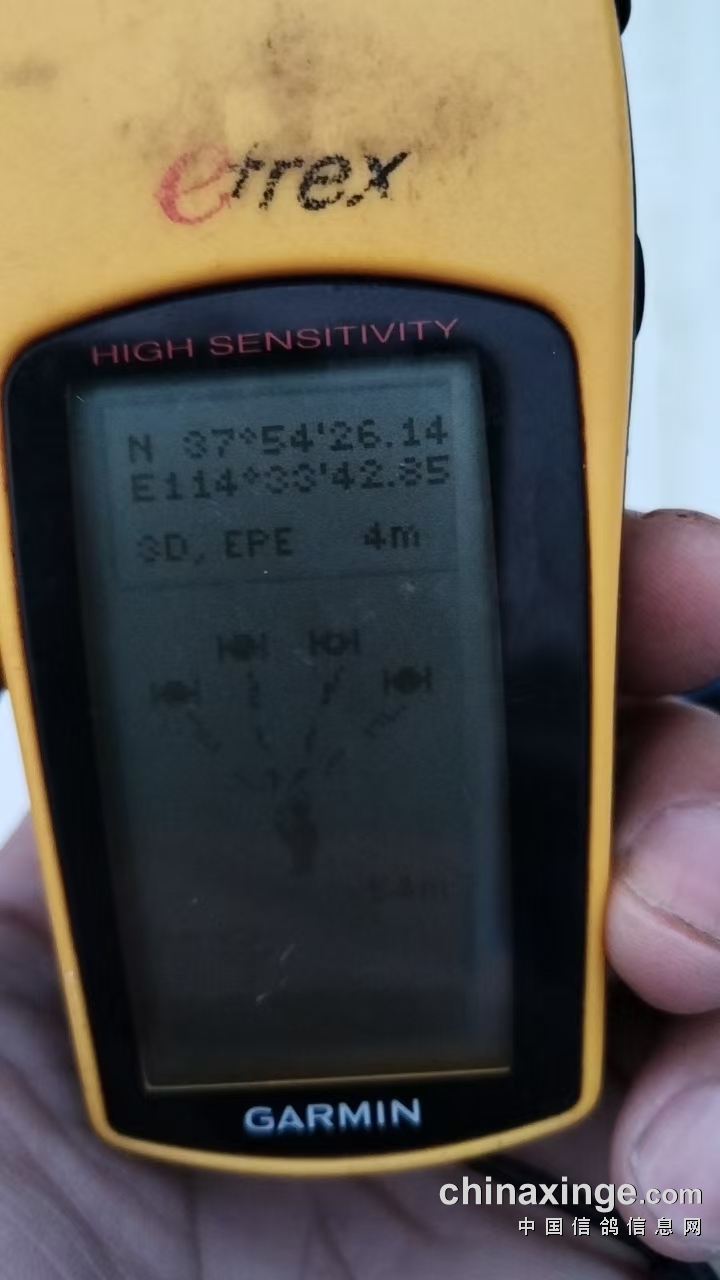 etrex
HIGH SENSITIVITY
N 37°54'26.14
E114°33'42.85
3D, EPE 4m
GARMIN
chinaxinge.com
中国信鸽信息网